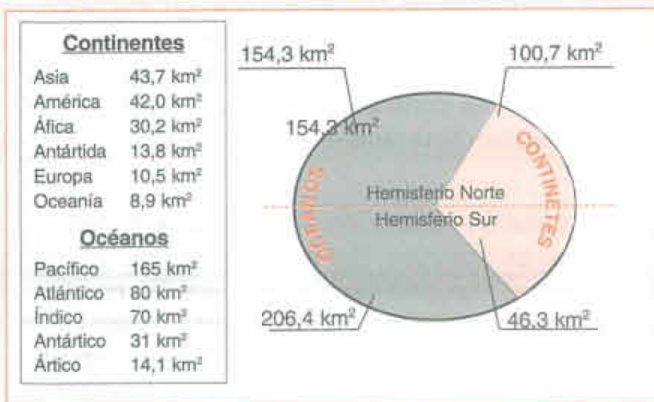 Continentes
Asia 43,7 km²
América 42,0 km²
Áfica 30,2 km²
Antártida 13,8 km²
Europa 10,5 km²
Oceanía 8,9 km²
Océanos
Pacífico 165 km²
Atlántico 80 km²
Índico 70 km²
Antártico 31 km²
Ártico 14,1 km²
154,3 km²
100,7 km²
154,3 km²
OCEANOS
CONTINETES
Hemisferio Norte
Hemisferio Sur
206,4 km²
46,3 km²